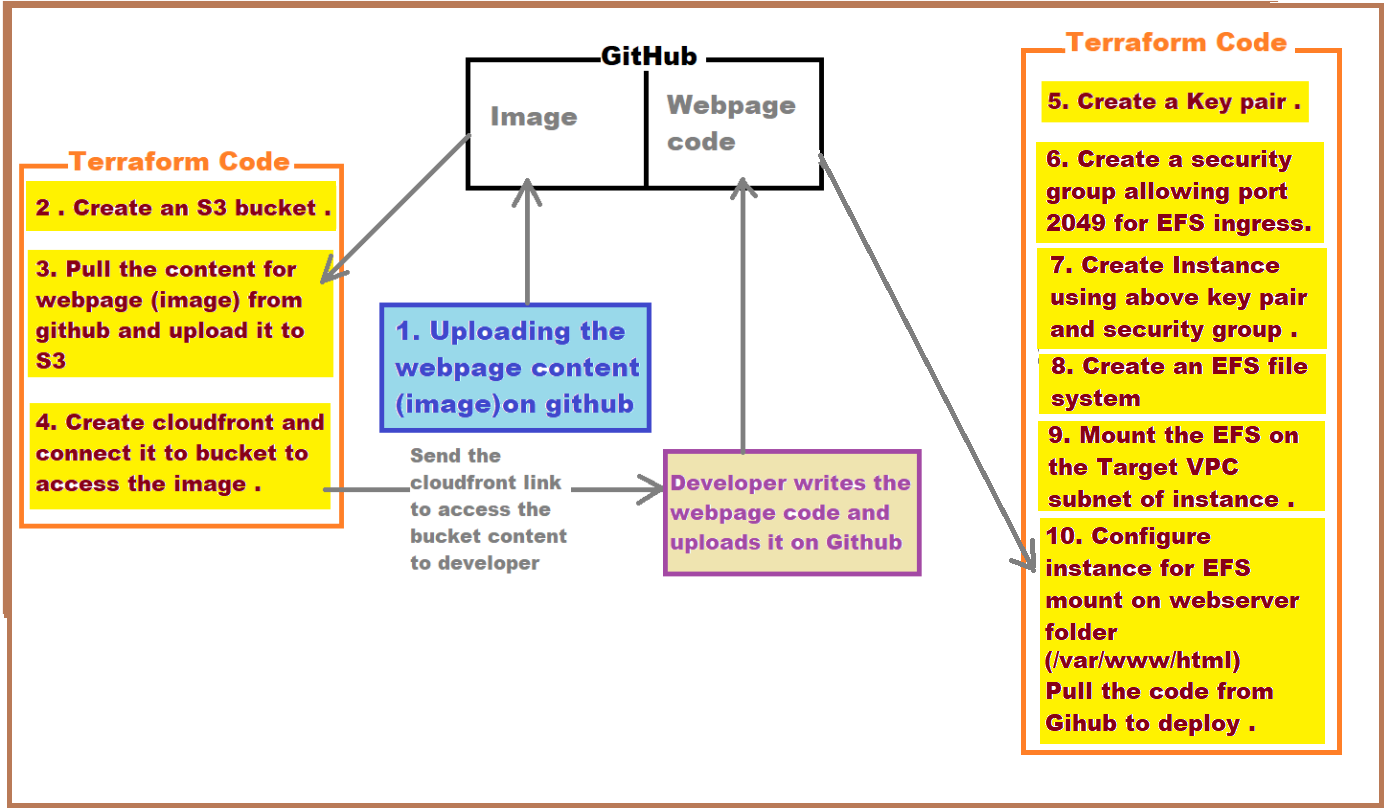 GitHub
Image
Webpage
code
Terraform Code
2 . Create an S3 bucket .
3. Pull the content for
webpage (image) from
github and upload it to
S3
4. Create cloudfront and
connect it to bucket to
access the image .
1. Uploading the
webpage content
(image)on github
Send the
cloudfront link
to access the
bucket content
to developer
Developer writes the
webpage code and
uploads it on Github
Terraform Code
5. Create a Key pair .
6. Create a security
group allowing port
2049 for EFS ingress.
7. Create Instance
using above key pair
and security group .
8. Create an EFS file
system
9. Mount the EFS on
the Target VPC
subnet of instance .
10. Configure
instance for EFS
mount on webserver
folder
(/var/www/html)
Pull the code from
Gihub to deploy .